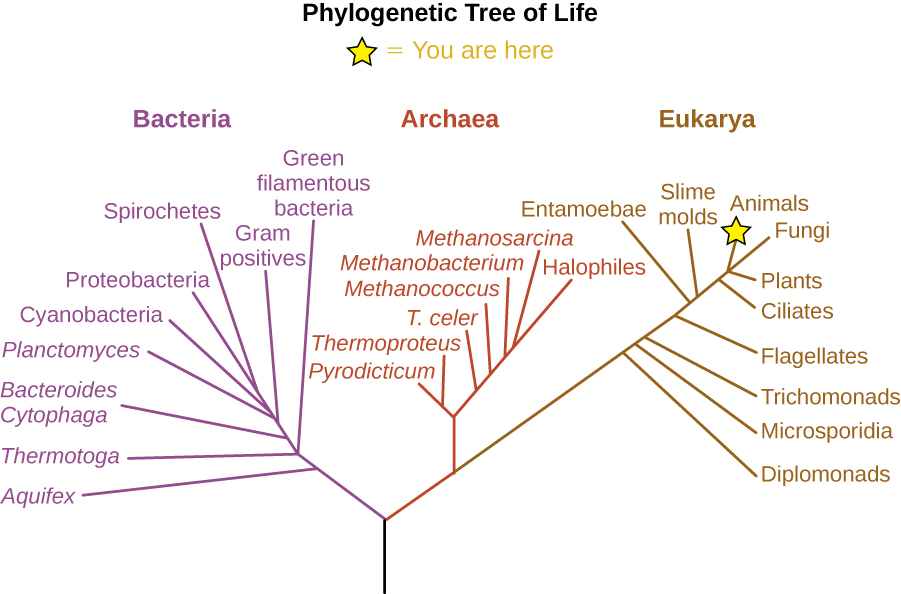 Phylogenetic Tree of Life
= You are here
Bacteria
Archaea
Eukarya
Green
filamentous
bacteria
Spirochetes
Gram
positives
Proteobacteria
Cyanobacteria
Planctomyces
Bacteroides
Cytophaga
Thermotoga
Aquifex
Methanosarcina
Methanobacterium
Halophiles
Methanococcus
T. celer
Thermoproteus
Pyrodicticum
Entamoebae
Slime
molds
Animals
Fungi
Plants
Ciliates
Flagellates
Trichomonads
Microsporidia
Diplomonads